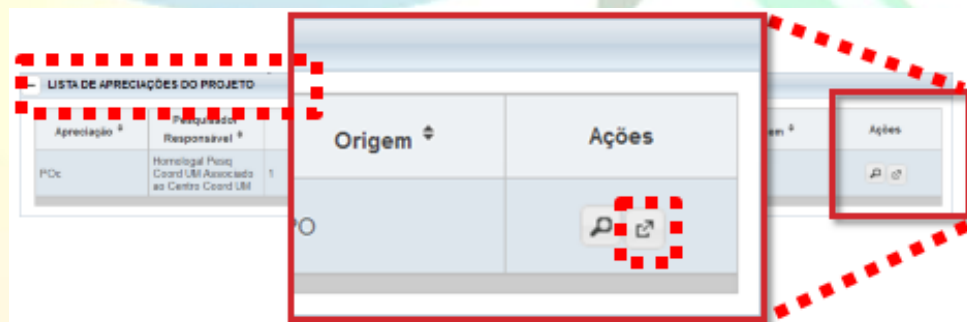 LISTA DE APRECIAÇÕES DO PROJETO
Apreciação
Pesquisador
Responsável
POc
Homologal Pesq
Coord UM Associado
ao Centro Coord UM
1
Origem
Ações
PO
em
Ações